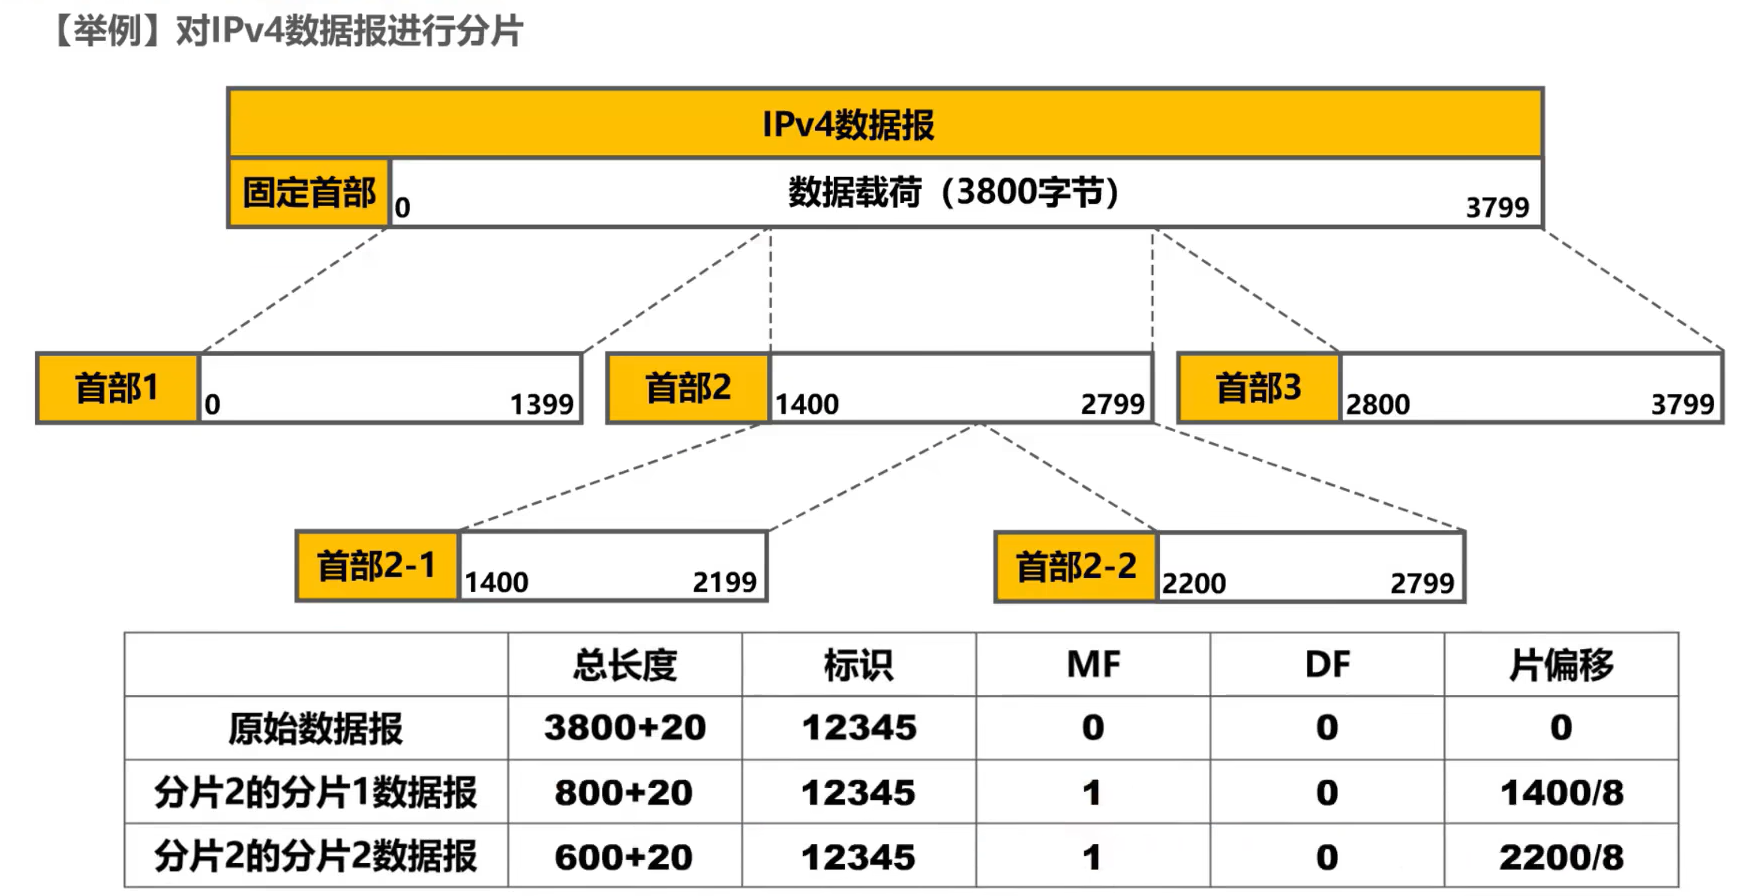 【举例】对IPv4数据报进行分片
IPv4数据报
固定首部 0 数据载荷（3800字节） 3799
首部1 0 1399 首部2 1400 2799 首部3 2800 3799
首部2-1 1400 2199 首部2-2 2200 2799
总长度 标识 MF DF 片偏移
原始数据报 3800+20 12345 0 0 0
分片2的分片1数据报 800+20 12345 1 0 1400/8
分片2的分片2数据报 600+20 12345 1 0 2200/8